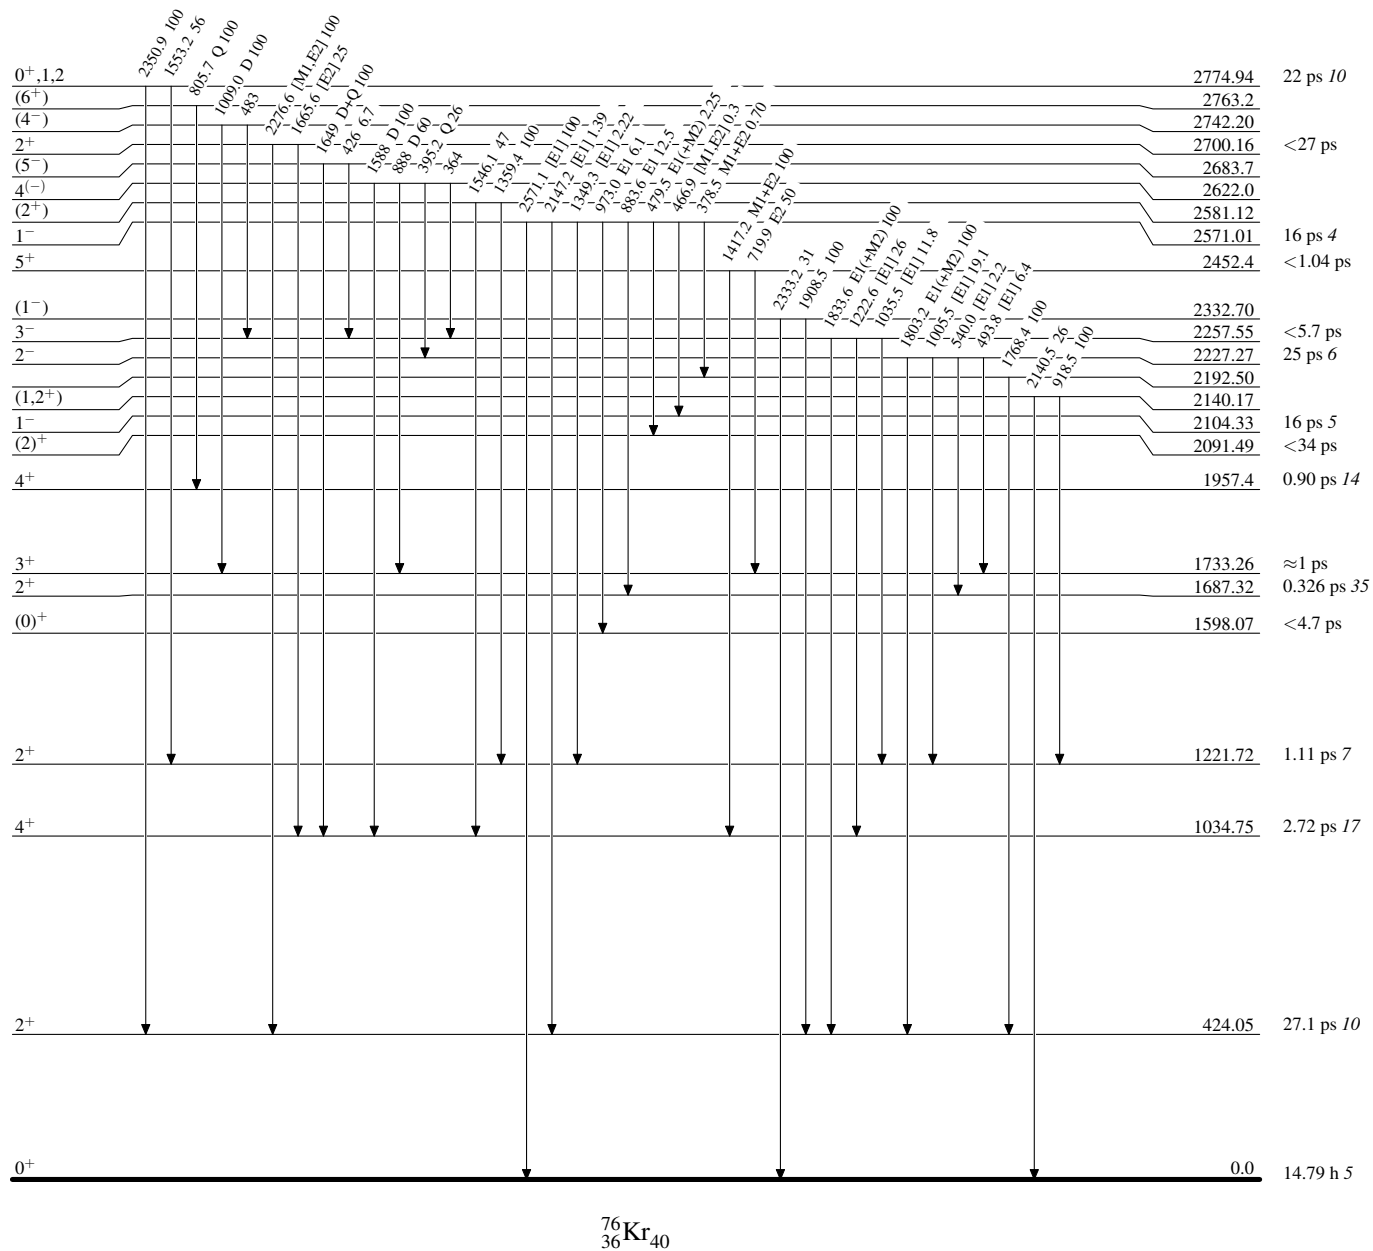 2350.9 100
1553.2 56
805.7 Q 100
1009.0 D 100
483
2276.6 [M1,E2] 100
1665.6 [E2] 25
1649 D+Q 100
426 6.7
1588 D 100
888 D 60
395.2 Q 26
364
1546.1 47
1359.4 100
2571.1 [E1] 100
2147.2 [E1] 1.39
1349.3 [E1] 2.22
973.0 E1 6.1
883.6 E1 12.5
479.5 E1(+M2) 2.25
466.9 [M1,E2] 0.3
378.5 M1+E2 0.70
1417.2 M1+E2 100
719.9 E2 50
2333.2 31
1908.5 100
1833.6 E1(+M2) 100
1222.6 [E1] 26
1035.5 [E1] 11.8
1803.2 E1(+M2) 100
1005.5 [E1] 19.1
540.0 [E1] 2.2
493.8 [E1] 6.4
1768.4 100
2140.5 26
918.5 100
0⁺,1,2 2774.94 22 ps 10
(6⁺) 2763.2
(4⁻) 2742.20
2⁺ 2700.16 <27 ps
(5⁻) 2683.7
4⁽⁻⁾ 2622.0
(2⁺) 2581.12
1⁻ 2571.01 16 ps 4
5⁺ 2452.4 <1.04 ps
(1⁻) 2332.70
3⁻ 2257.55 <5.7 ps
2⁻ 2227.27 25 ps 6
2192.50
(1,2⁺) 2140.17
1⁻ 2104.33 16 ps 5
(2)⁺ 2091.49 <34 ps
4⁺ 1957.4 0.90 ps 14
3⁺ 1733.26 ≈1 ps
2⁺ 1687.32 0.326 ps 35
(0)⁺ 1598.07 <4.7 ps
2⁺ 1221.72 1.11 ps 7
4⁺ 1034.75 2.72 ps 17
2⁺ 424.05 27.1 ps 10
0⁺ 0.0 14.79 h 5
⁷⁶₃₆Kr₄₀